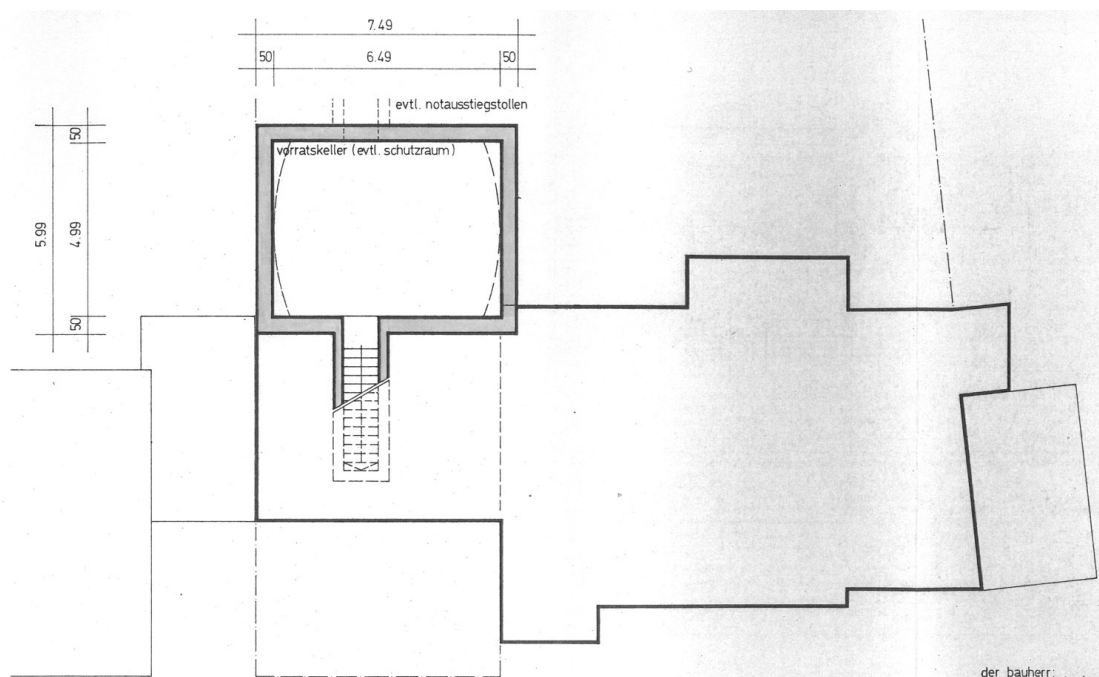 7.49
50 6.49 50
evtl. notausstiegstollen
vorratskeller (evtl. schutzraum)
50
5.99
4.99
50
der bauherr: